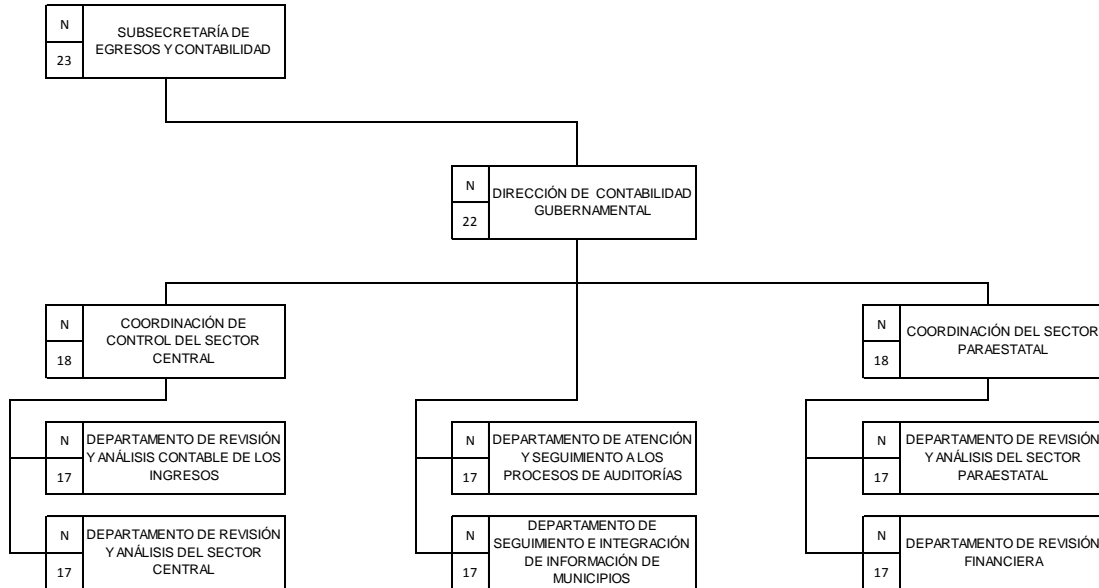 N
23
SUBSECRETARÍA DE
EGRESOS Y CONTABILIDAD
N
22
DIRECCIÓN DE CONTABILIDAD
GUBERNAMENTAL
N
18
COORDINACIÓN DE
CONTROL DEL SECTOR
CENTRAL
N
18
COORDINACIÓN DEL SECTOR
PARAESTATAL
N
17
DEPARTAMENTO DE REVISIÓN
Y ANÁLISIS CONTABLE DE LOS
INGRESOS
N
17
DEPARTAMENTO DE ATENCIÓN
Y SEGUIMIENTO A LOS
PROCESOS DE AUDITORÍAS
N
17
DEPARTAMENTO DE REVISIÓN
Y ANÁLISIS DEL SECTOR
PARAESTATAL
N
17
DEPARTAMENTO DE REVISIÓN
Y ANÁLISIS DEL SECTOR
CENTRAL
N
17
DEPARTAMENTO DE
SEGUIMIENTO E INTEGRACIÓN
DE INFORMACIÓN DE
MUNICIPIOS
N
17
DEPARTAMENTO DE REVISIÓN
FINANCIERA